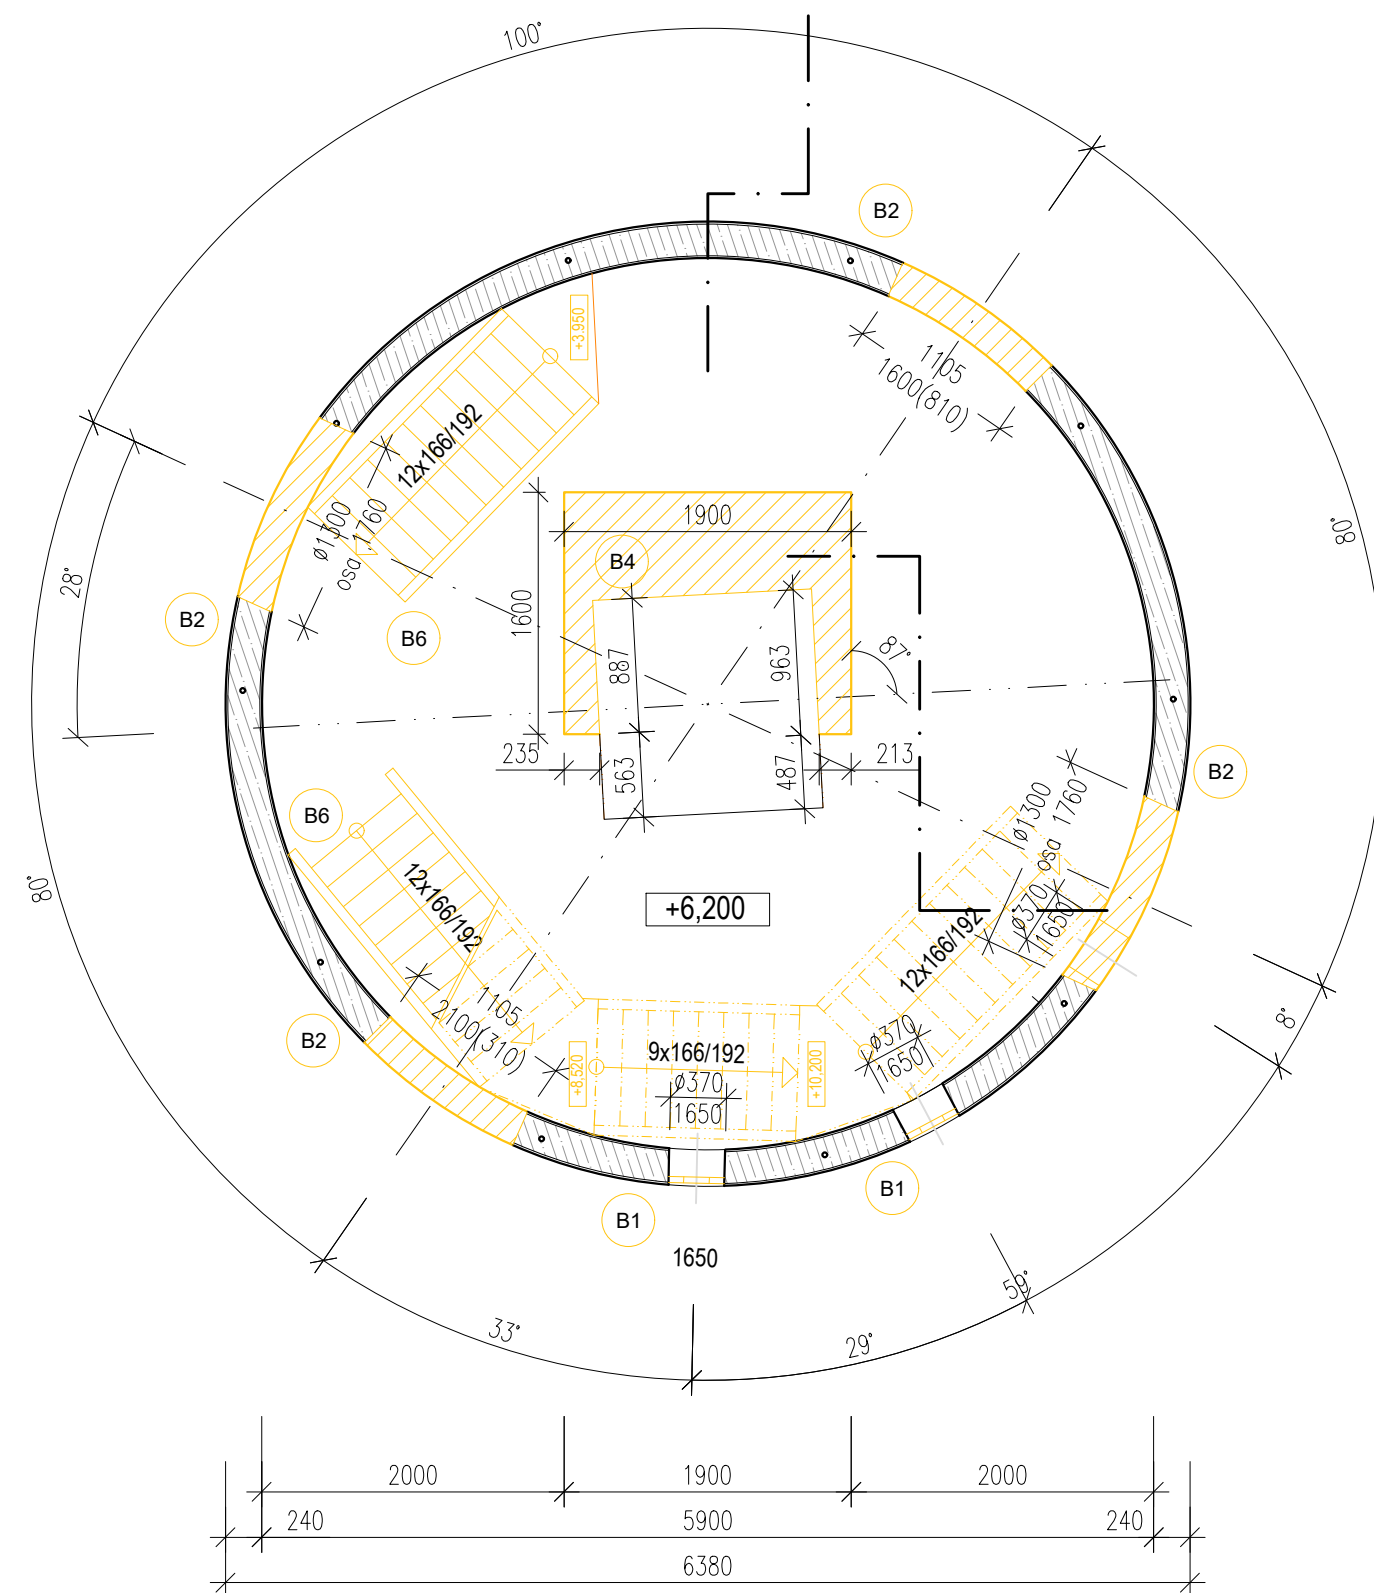 100°
B2
+3.950
1105
1600(810)
12x166/192
80°
1900
ø1300
osa 1760
B4
28°
1600
B2
B6
887
963
87°
235
213
B2
563
487
ø1300
osa 1760
B6
12x166/192
80°
+6,200
ø370
1650
12x166/192
1105
2100(310)
8°
B2
ø370
1650
+8.520
9x166/192
+10,200
ø370
1650
B1
B1
1650
59°
33°
29°
2000
1900
2000
240
5900
240
6380